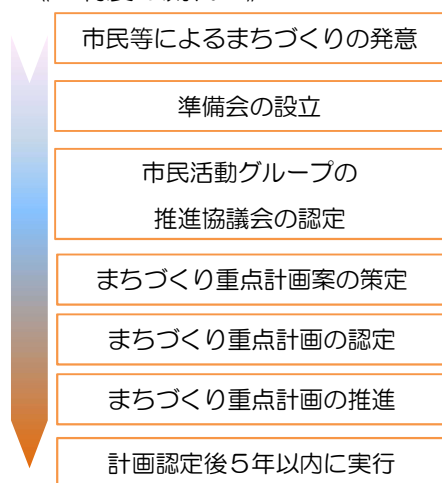 市民等によるまちづくりの発意
準備会の設立
市民活動グループの
推進協議会の認定
まちづくり重点計画案の策定
まちづくり重点計画の認定
まちづくり重点計画の推進
計画認定後５年以内に実行